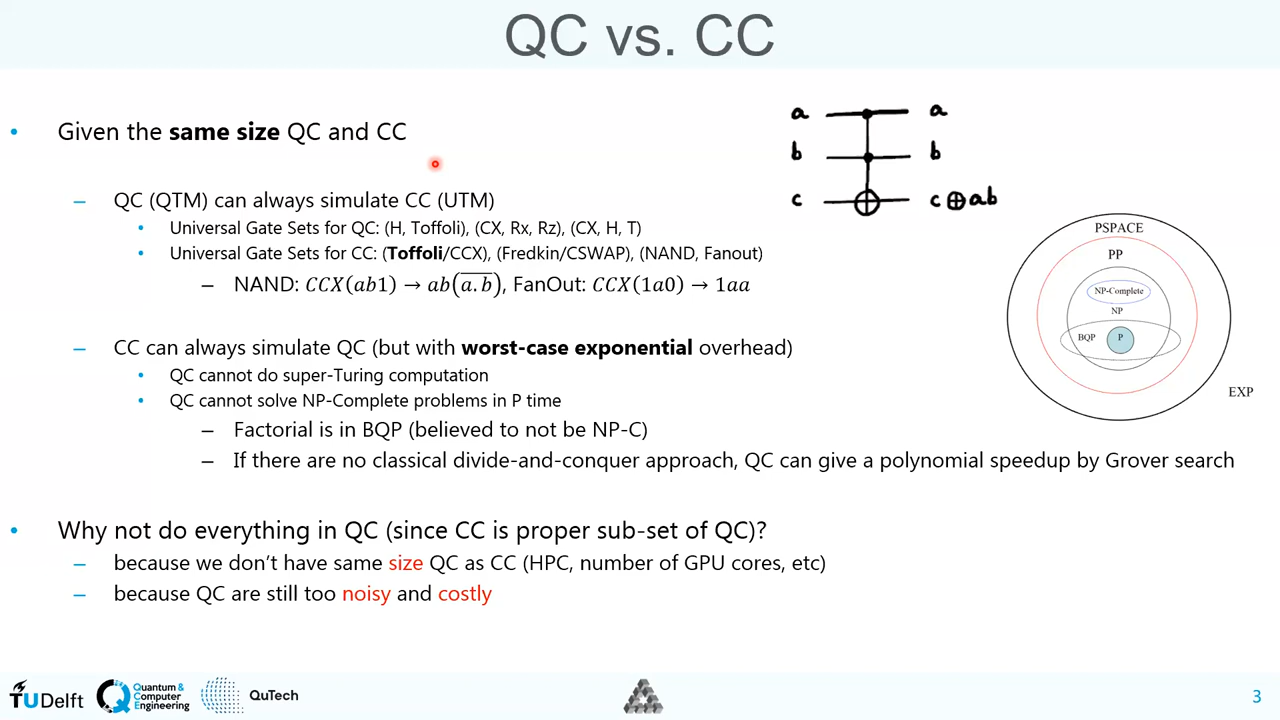 QC vs. CC
• Given the same size QC and CC
– QC (QTM) can always simulate CC (UTM)
• Universal Gate Sets for QC: (H, Toffoli), (CX, Rx, Rz), (CX, H, T)
• Universal Gate Sets for CC: (Toffoli/CCX), (Fredkin/CSWAP), (NAND, Fanout)
– NAND: 𝐶𝐶𝑋(𝑎𝑏1) → 𝑎𝑏(\overline{𝑎.𝑏}), FanOut: 𝐶𝐶𝑋(1𝑎0) → 1𝑎𝑎
– CC can always simulate QC (but with worst-case exponential overhead)
• QC cannot do super-Turing computation
• QC cannot solve NP-Complete problems in P time
– Factorial is in BQP (believed to not be NP-C)
– If there are no classical divide-and-conquer approach, QC can give a polynomial speedup by Grover search
• Why not do everything in QC (since CC is proper sub-set of QC)?
– because we don't have same size QC as CC (HPC, number of GPU cores, etc)
– because QC are still too noisy and costly
a a
b b
c c⊕ab
PSPACE
PP
NP-Complete
NP
BQP P
EXP
TUDelft
Quantum &
Computer
Engineering
QuTech
3